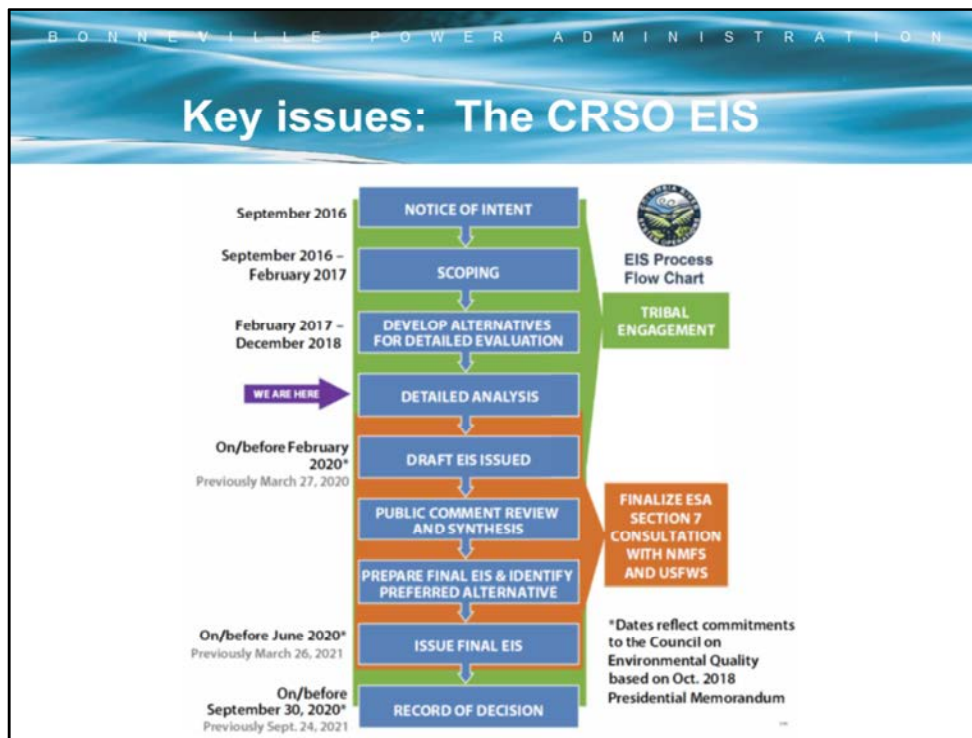 BONNEVILLE POWER ADMINISTRATION
Key issues: The CRSO EIS
September 2016
NOTICE OF INTENT
COLUMBIA RIVER
SYSTEM OPERATIONS
EIS Process
Flow Chart
September 2016 –
February 2017
SCOPING
TRIBAL
ENGAGEMENT
February 2017 –
December 2018
DEVELOP ALTERNATIVES
FOR DETAILED EVALUATION
WE ARE HERE
DETAILED ANALYSIS
On/before February
2020*
Previously March 27, 2020
DRAFT EIS ISSUED
PUBLIC COMMENT REVIEW
AND SYNTHESIS
FINALIZE ESA
SECTION 7
CONSULTATION
WITH NMFS
AND USFWS
PREPARE FINAL EIS & IDENTIFY
PREFERRED ALTERNATIVE
On/before June 2020*
Previously March 26, 2021
ISSUE FINAL EIS
*Dates reflect commitments
to the Council on
Environmental Quality
based on Oct. 2018
Presidential Memorandum
On/before
September 30, 2020*
Previously Sept. 24, 2021
RECORD OF DECISION